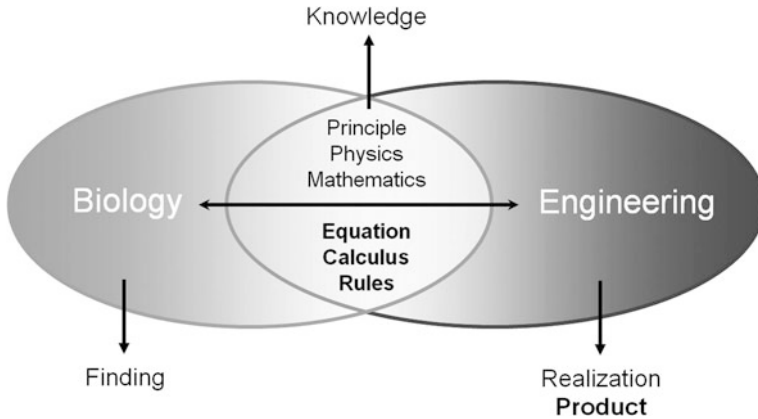 Knowledge
Principle
Physics
Mathematics
Biology
Engineering
Equation
Calculus
Rules
Finding
Realization
Product